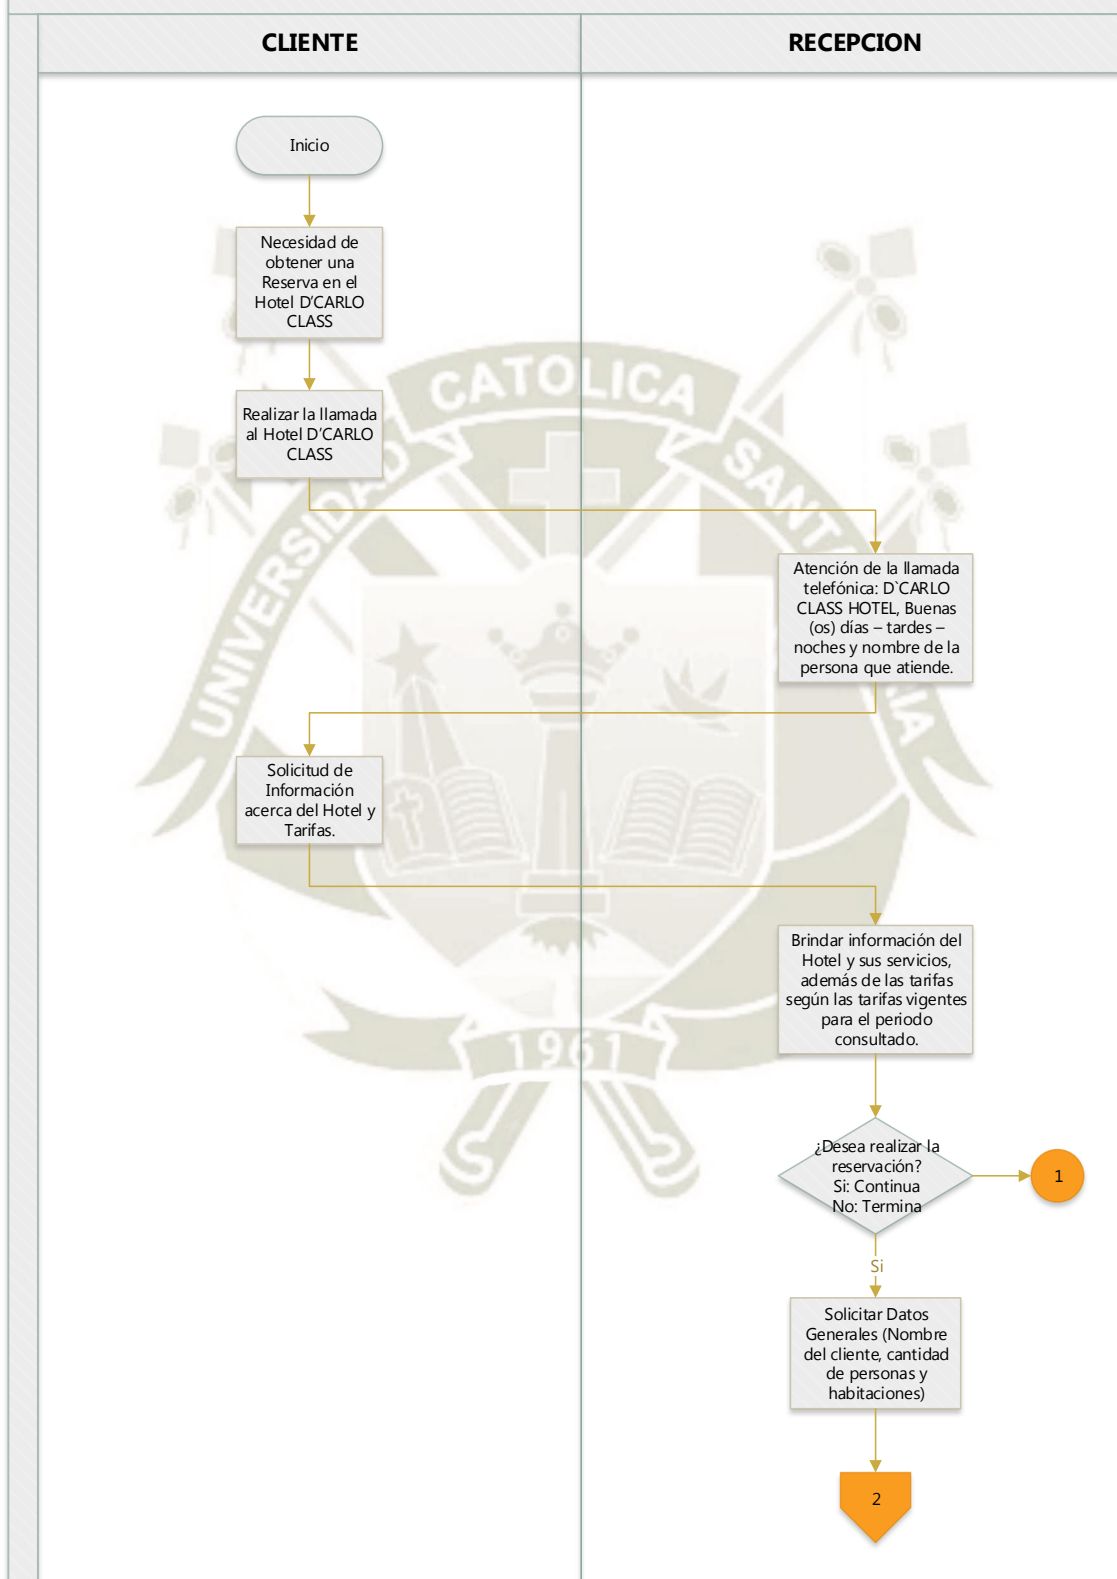 CLIENTE
RECEPCION
Inicio
Necesidad de
obtener una
Reserva en el
Hotel D'CARLO
CLASS
Realizar la llamada
al Hotel D'CARLO
CLASS
Atención de la llamada
telefónica: D`CARLO
CLASS HOTEL, Buenas
(os) días – tardes –
noches y nombre de la
persona que atiende.
Solicitud de
Información
acerca del Hotel y
Tarifas.
Brindar información del
Hotel y sus servicios,
además de las tarifas
según las tarifas vigentes
para el periodo
consultado.
¿Desea realizar la
reservación?
Si: Continua
No: Termina
1
Si
Solicitar Datos
Generales (Nombre
del cliente, cantidad
de personas y
habitaciones)
2
UNIVERSIDAD
CATOLICA
1961